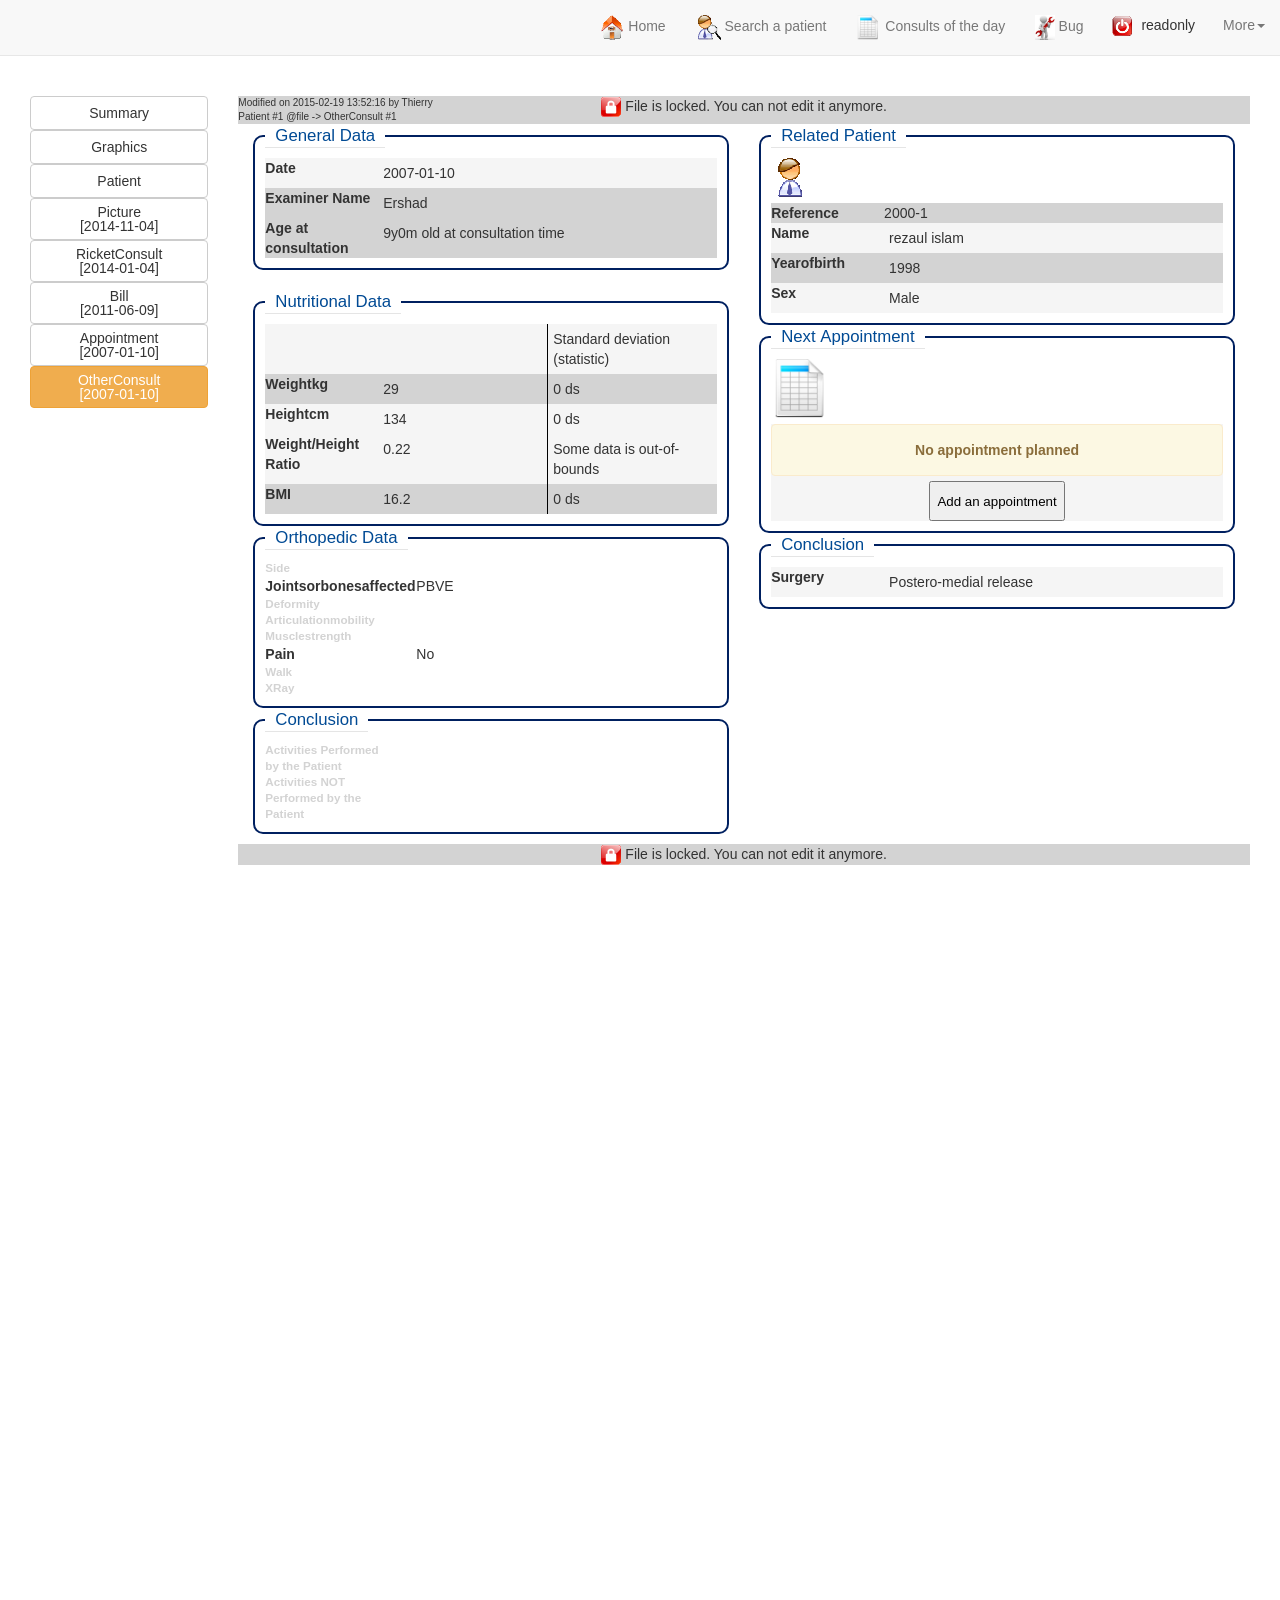 Home Search a patient Consults of the day Bug readonly More
Summary
Graphics
Patient
Picture
[2014-11-04]
RicketConsult
[2014-01-04]
Bill
[2011-06-09]
Appointment
[2007-01-10]
OtherConsult
[2007-01-10]
Modified on 2015-02-19 13:52:16 by Thierry
Patient #1 @file -> OtherConsult #1
File is locked. You can not edit it anymore.
General Data
Date 2007-01-10
Examiner Name Ershad
Age at
consultation
9y0m old at consultation time
Nutritional Data
Standard deviation
(statistic)
Weightkg 29 0 ds
Heightcm 134 0 ds
Weight/Height
Ratio
0.22
Some data is out-of-
bounds
BMI 16.2 0 ds
Orthopedic Data
Side
Jointsorbonesaffected PBVE
Deformity
Articulationmobility
Musclestrength
Pain No
Walk
XRay
Conclusion
Activities Performed
by the Patient
Activities NOT
Performed by the
Patient
Related Patient
Reference 2000-1
Name rezaul islam
Yearofbirth 1998
Sex Male
Next Appointment
No appointment planned
Add an appointment
Conclusion
Surgery Postero-medial release
File is locked. You can not edit it anymore.